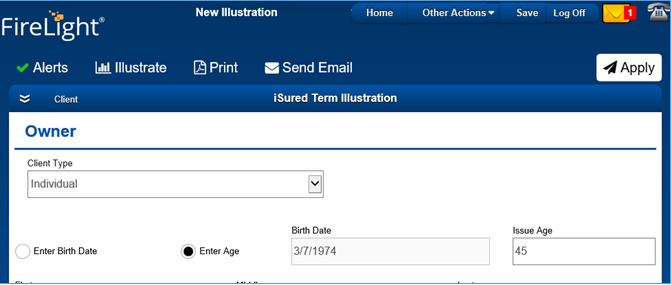 New Illustration
Home Other Actions Save Log Off 1
FireLight®
Alerts Illustrate Print Send Email Apply
Client iSured Term Illustration
Owner
Client Type
Individual
Birth Date Issue Age
Enter Birth Date Enter Age 3/7/1974 45